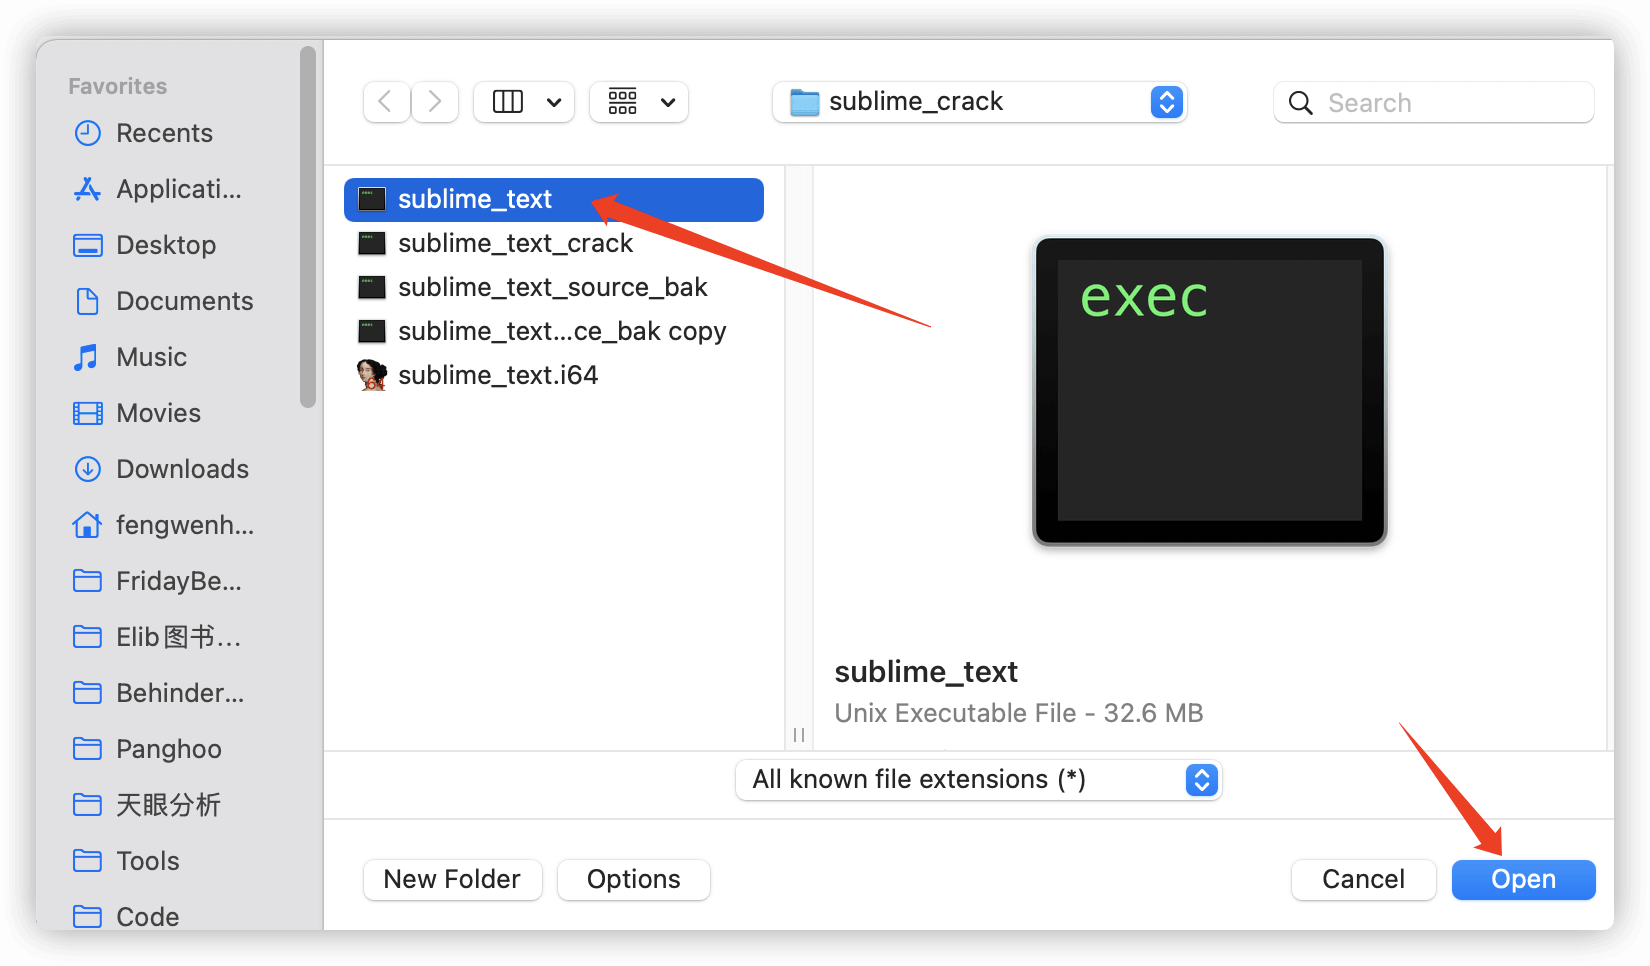 Favorites
Recents
Applicati...
Desktop
Documents
Music
Movies
Downloads
fengwenh...
FridayBe...
Elib图书...
Behinder...
Panghoo
天眼分析
Tools
Code
sublime_crack
Search
sublime_text
sublime_text_crack
sublime_text_source_bak
sublime_text...ce_bak copy
sublime_text.i64
exec
sublime_text
Unix Executable File - 32.6 MB
All known file extensions (*)
New Folder
Options
Cancel
Open